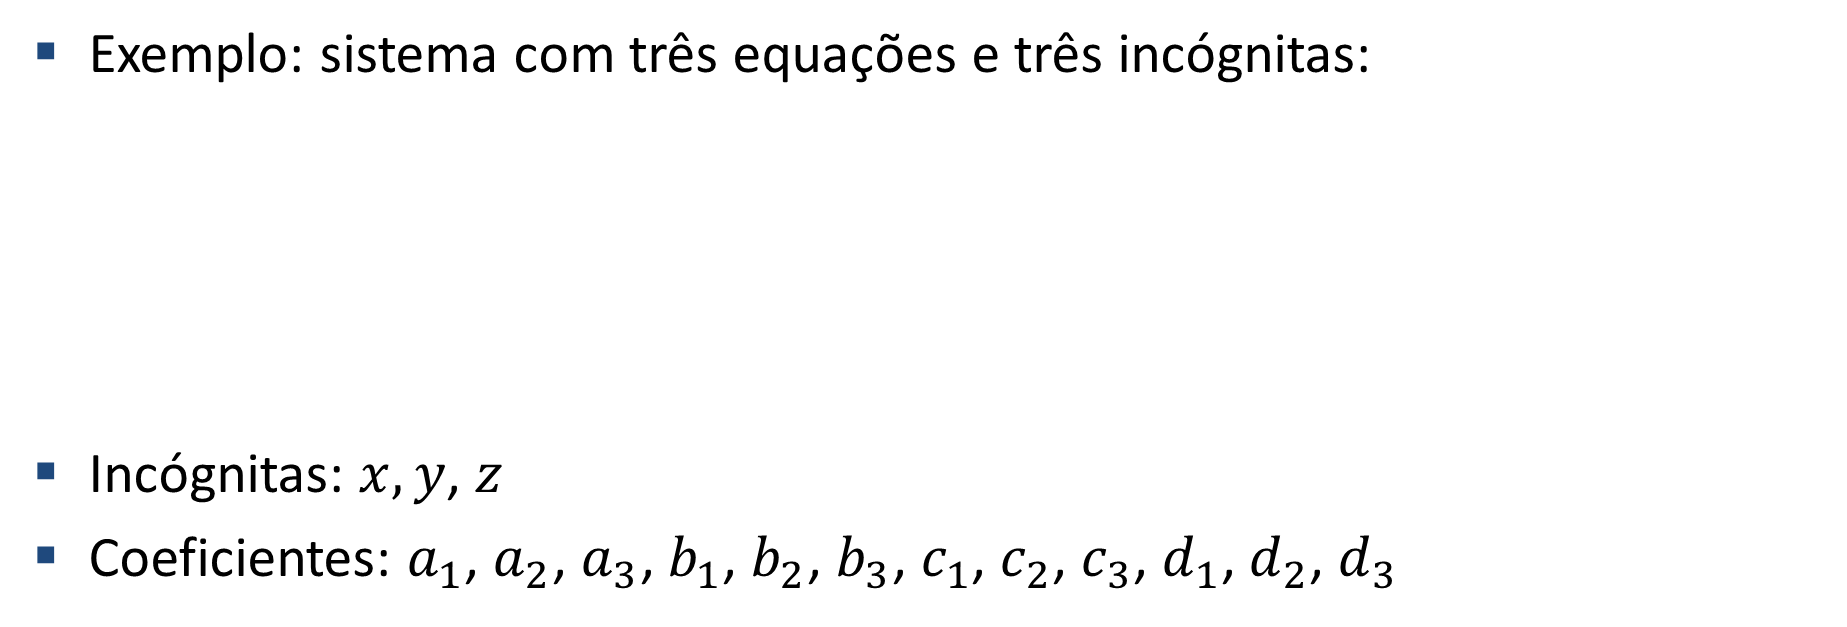 ▪ Exemplo: sistema com três equações e três incógnitas:
▪ Incógnitas: x, y, z
▪ Coeficientes: a₁, a₂, a₃, b₁, b₂, b₃, c₁, c₂, c₃, d₁, d₂, d₃